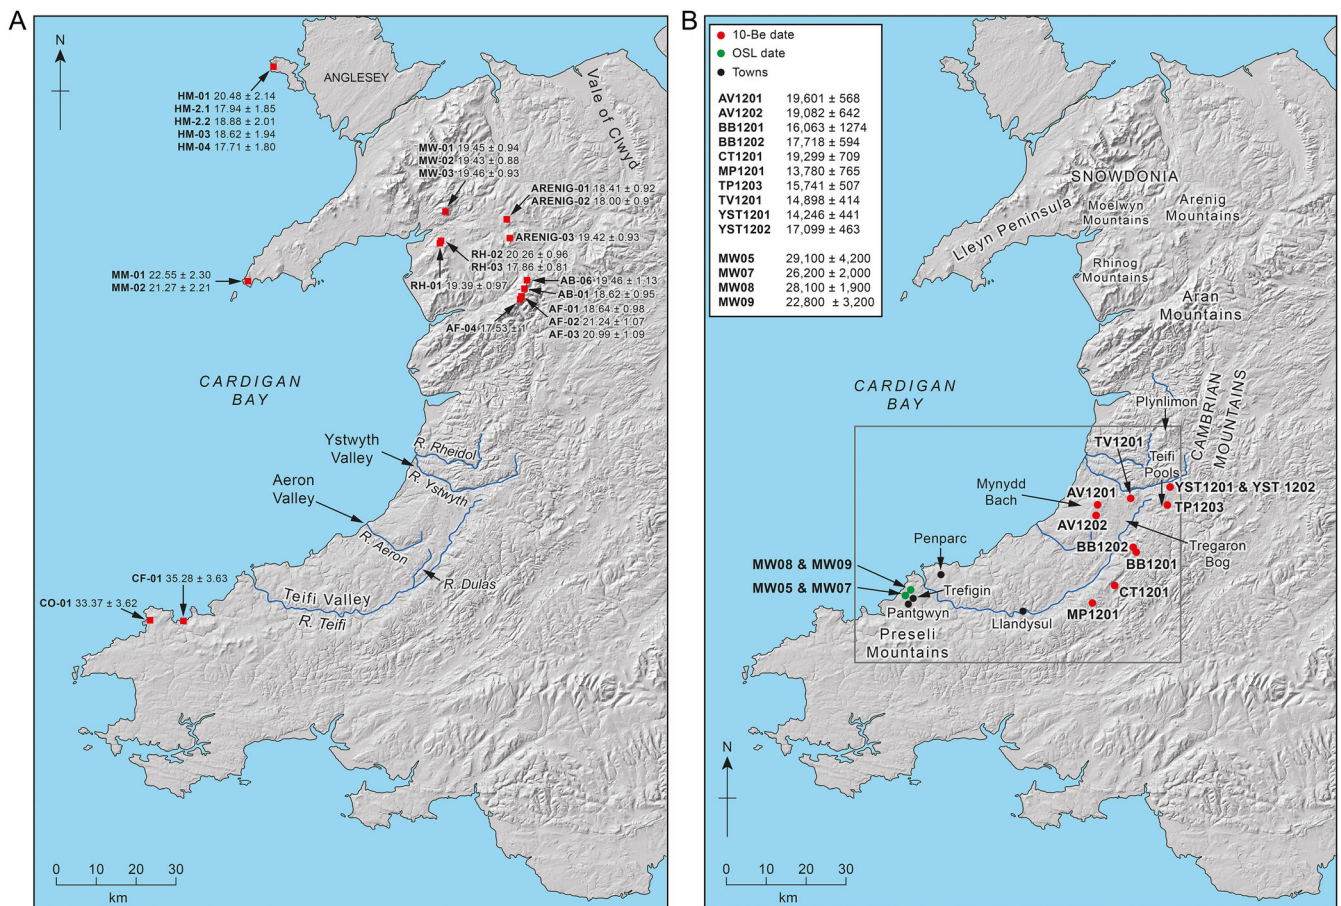 A
N
ANGLESEY
Vale of Clwyd
HM-01 20.48 ± 2.14
HM-2.1 17.94 ± 1.85
HM-2.2 18.88 ± 2.01
HM-03 18.62 ± 1.94
HM-04 17.71 ± 1.80
MW-01 19.45 ± 0.94
MW-02 19.43 ± 0.88
MW-03 19.46 ± 0.93
ARENIG-01 18.41 ± 0.92
ARENIG-02 18.00 ± 0.9
ARENIG-03 19.42 ± 0.93
RH-02 20.26 ± 0.96
RH-03 17.86 ± 0.81
RH-01 19.39 ± 0.97
MM-01 22.55 ± 2.30
MM-02 21.27 ± 2.21
AB-06 19.46 ± 1.13
AB-01 18.62 ± 0.95
AF-01 18.64 ± 0.98
AF-02 21.24 ± 1.07
AF-03 20.99 ± 1.09
AF-04 17.53 ± 1
CARDIGAN
BAY
Ystwyth
Valley
R. Rheidol
R. Ystwyth
Aeron
Valley
R. Aeron
R. Dulas
CF-01 35.28 ± 3.63
CO-01 33.37 ± 3.62
Teifi Valley
R. Teifi
0 10 20 30
km
B
10-Be date
OSL date
Towns
AV1201 19,601 ± 568
AV1202 19,082 ± 642
BB1201 16,063 ± 1274
BB1202 17,718 ± 594
CT1201 19,299 ± 709
MP1201 13,780 ± 765
TP1203 15,741 ± 507
TV1201 14,898 ± 414
YST1201 14,246 ± 441
YST1202 17,099 ± 463
MW05 29,100 ± 4,200
MW07 26,200 ± 2,000
MW08 28,100 ± 1,900
MW09 22,800 ± 3,200
SNOWDONIA
Lleyn Peninsula
Moelwyn
Mountains
Arenig
Mountains
Rhinog
Mountains
Aran
Mountains
CARDIGAN
BAY
CAMBRIAN
MOUNTAINS
Plynlimon
TV1201
Teifi
Pools
Mynydd
Bach
AV1201
YST1201 & YST 1202
TP1203
AV1202
Penparc
BB1202
Tregaron
Bog
BB1201
MW08 & MW09
MW05 & MW07
Trefigin
CT1201
Pantgwyn
Llandysul
MP1201
Preseli
Mountains
N
0 10 20 30
km